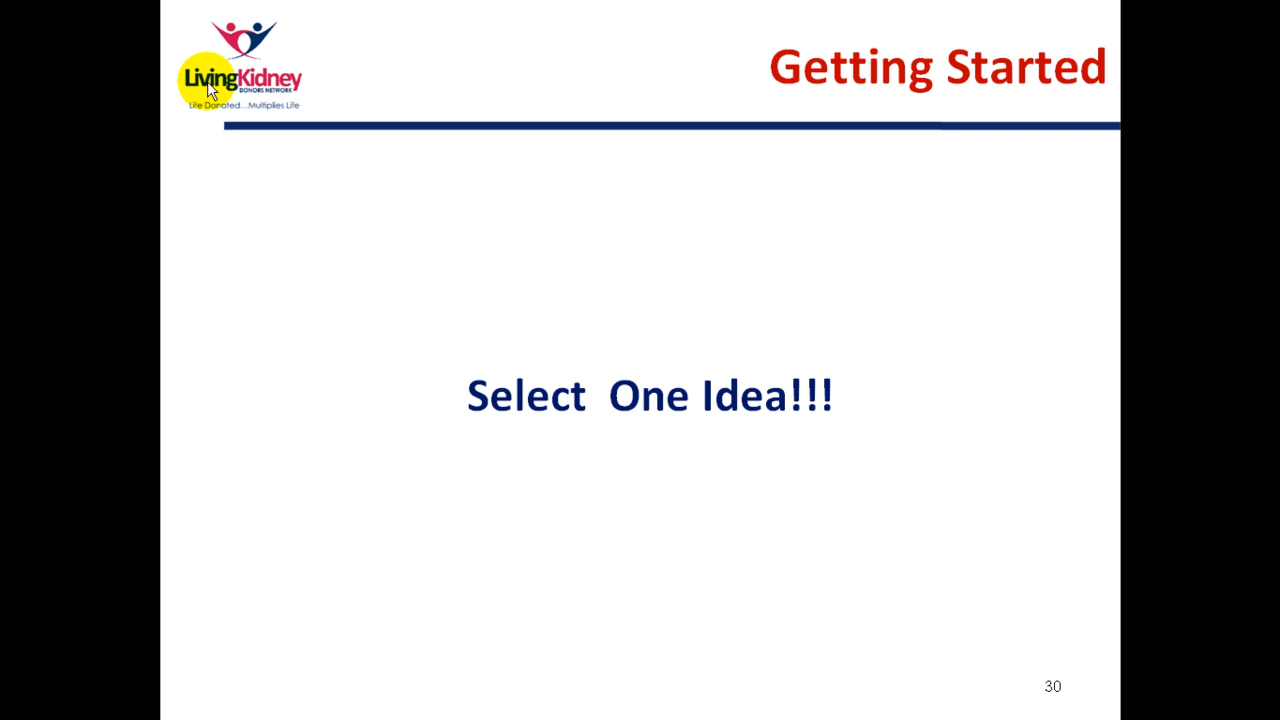 LivingKidney
DONORS NETWORK
Life Donated...Multiplies Life
Getting Started
Select One Idea!!!
30